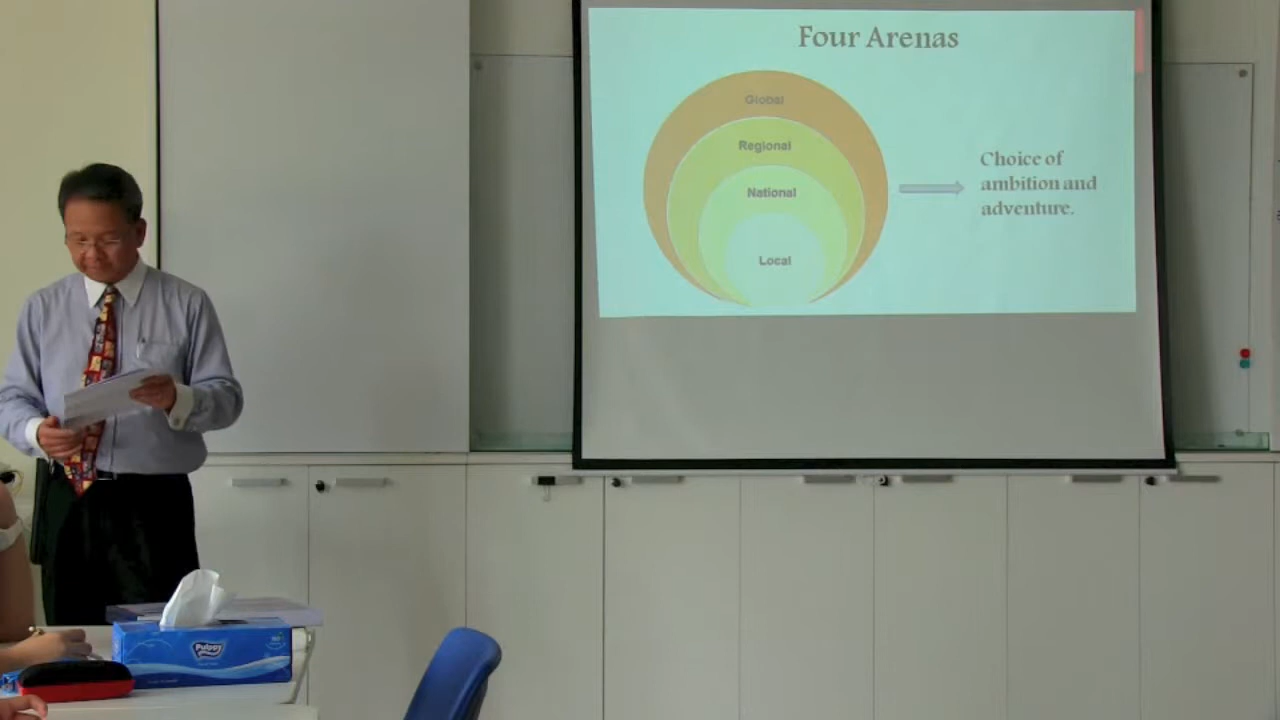 Four Arenas
Global
Regional
National
Local
Choice of
ambition and
adventure.
Pulppy